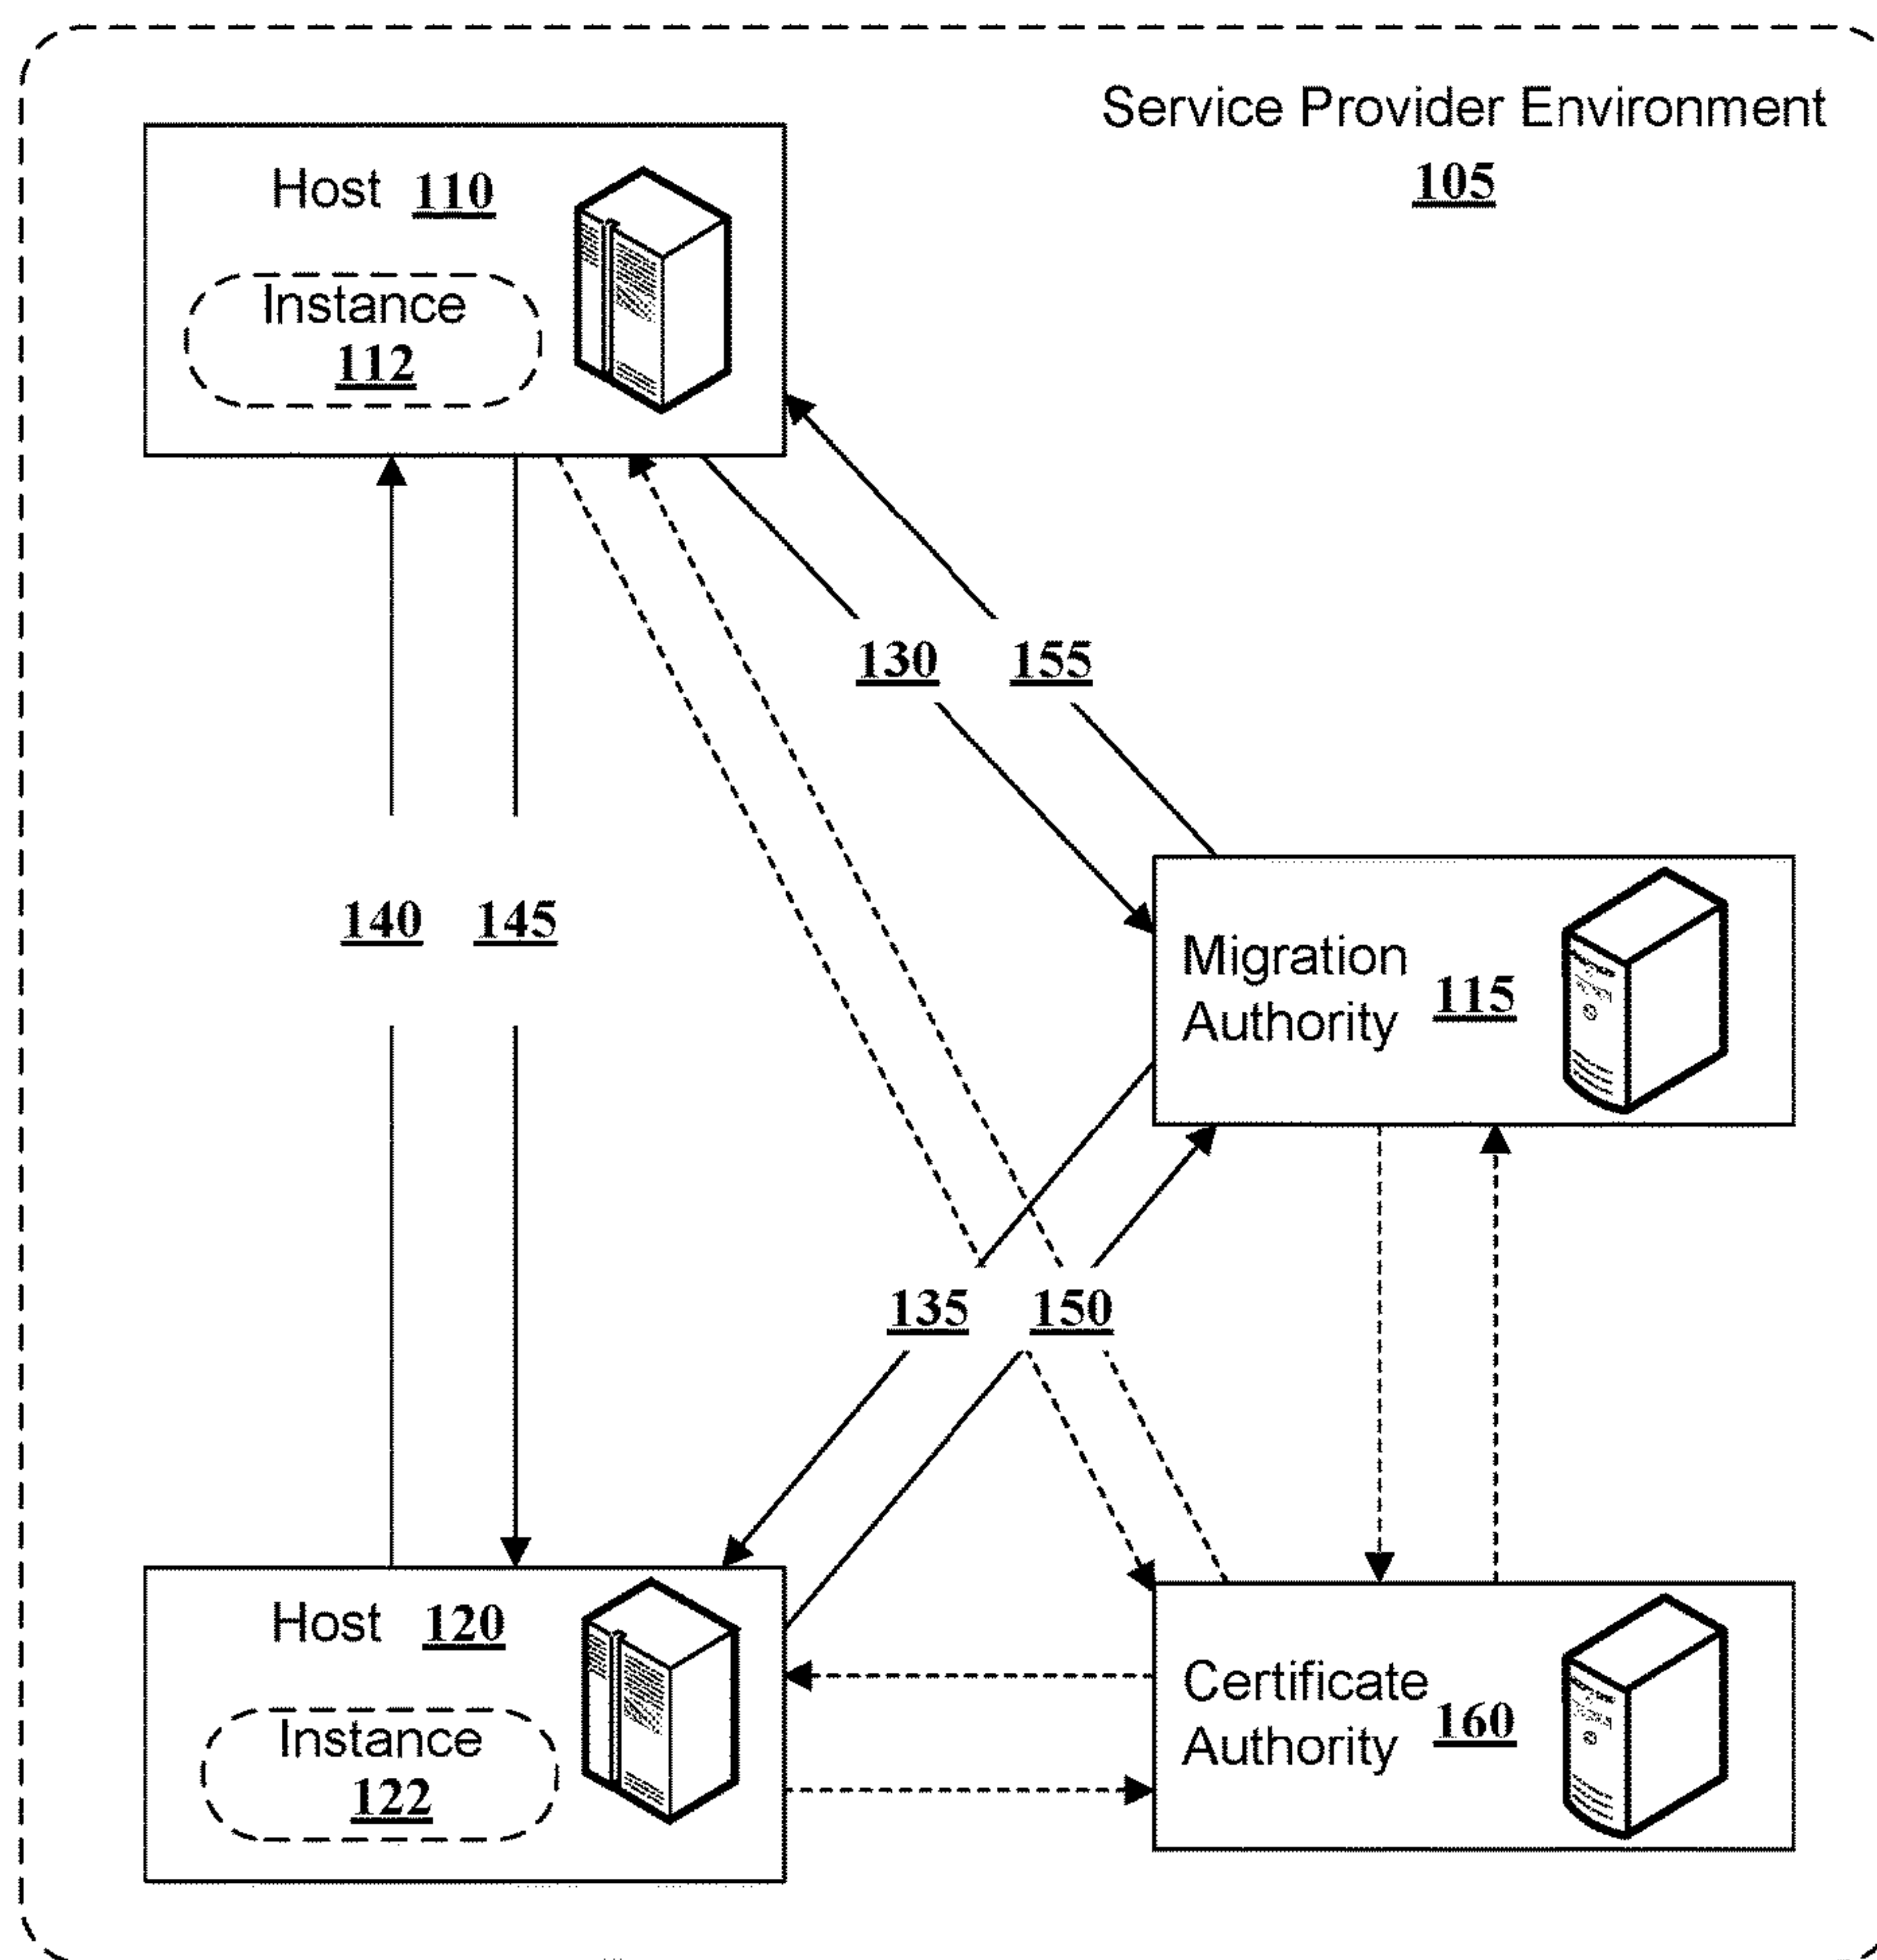 Service Provider Environment
105
Host 110
Instance
112
130 155
140 145
Migration
Authority 115
135 150
Host 120
Instance
122
Certificate
Authority 160